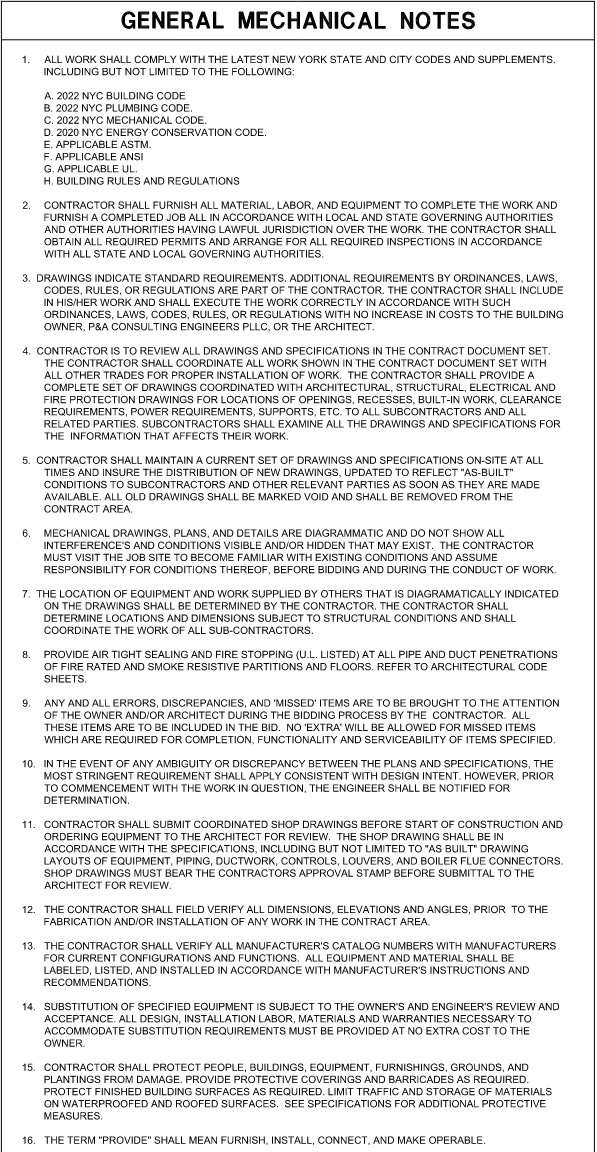 GENERAL MECHANICAL NOTES
1. ALL WORK SHALL COMPLY WITH THE LATEST NEW YORK STATE AND CITY CODES AND SUPPLEMENTS.
INCLUDING BUT NOT LIMITED TO THE FOLLOWING:
A. 2022 NYC BUILDING CODE
B. 2022 NYC PLUMBING CODE.
C. 2022 NYC MECHANICAL CODE.
D. 2020 NYC ENERGY CONSERVATION CODE.
E. APPLICABLE ASTM.
F. APPLICABLE ANSI
G. APPLICABLE UL.
H. BUILDING RULES AND REGULATIONS
2. CONTRACTOR SHALL FURNISH ALL MATERIAL, LABOR, AND EQUIPMENT TO COMPLETE THE WORK AND
FURNISH A COMPLETED JOB ALL IN ACCORDANCE WITH LOCAL AND STATE GOVERNING AUTHORITIES
AND OTHER AUTHORITIES HAVING LAWFUL JURISDICTION OVER THE WORK. THE CONTRACTOR SHALL
OBTAIN ALL REQUIRED PERMITS AND ARRANGE FOR ALL REQUIRED INSPECTIONS IN ACCORDANCE
WITH ALL STATE AND LOCAL GOVERNING AUTHORITIES.
3. DRAWINGS INDICATE STANDARD REQUIREMENTS. ADDITIONAL REQUIREMENTS BY ORDINANCES, LAWS,
CODES, RULES, OR REGULATIONS ARE PART OF THE CONTRACTOR. THE CONTRACTOR SHALL INCLUDE
IN HIS/HER WORK AND SHALL EXECUTE THE WORK CORRECTLY IN ACCORDANCE WITH SUCH
ORDINANCES, LAWS, CODES, RULES, OR REGULATIONS WITH NO INCREASE IN COSTS TO THE BUILDING
OWNER, P&A CONSULTING ENGINEERS PLLC, OR THE ARCHITECT.
4. CONTRACTOR IS TO REVIEW ALL DRAWINGS AND SPECIFICATIONS IN THE CONTRACT DOCUMENT SET.
THE CONTRACTOR SHALL COORDINATE ALL WORK SHOWN IN THE CONTRACT DOCUMENT SET WITH
ALL OTHER TRADES FOR PROPER INSTALLATION OF WORK. THE CONTRACTOR SHALL PROVIDE A
COMPLETE SET OF DRAWINGS COORDINATED WITH ARCHITECTURAL, STRUCTURAL, ELECTRICAL AND
FIRE PROTECTION DRAWINGS FOR LOCATIONS OF OPENINGS, RECESSES, BUILT-IN WORK, CLEARANCE
REQUIREMENTS, POWER REQUIREMENTS, SUPPORTS, ETC. TO ALL SUBCONTRACTORS AND ALL
RELATED PARTIES. SUBCONTRACTORS SHALL EXAMINE ALL THE DRAWINGS AND SPECIFICATIONS FOR
THE INFORMATION THAT AFFECTS THEIR WORK.
5. CONTRACTOR SHALL MAINTAIN A CURRENT SET OF DRAWINGS AND SPECIFICATIONS ON-SITE AT ALL
TIMES AND INSURE THE DISTRIBUTION OF NEW DRAWINGS, UPDATED TO REFLECT "AS-BUILT"
CONDITIONS TO SUBCONTRACTORS AND OTHER RELEVANT PARTIES AS SOON AS THEY ARE MADE
AVAILABLE. ALL OLD DRAWINGS SHALL BE MARKED VOID AND SHALL BE REMOVED FROM THE
CONTRACT AREA.
6. MECHANICAL DRAWINGS, PLANS, AND DETAILS ARE DIAGRAMMATIC AND DO NOT SHOW ALL
INTERFERENCE'S AND CONDITIONS VISIBLE AND/OR HIDDEN THAT MAY EXIST. THE CONTRACTOR
MUST VISIT THE JOB SITE TO BECOME FAMILIAR WITH EXISTING CONDITIONS AND ASSUME
RESPONSIBILITY FOR CONDITIONS THEREOF, BEFORE BIDDING AND DURING THE CONDUCT OF WORK.
7. THE LOCATION OF EQUIPMENT AND WORK SUPPLIED BY OTHERS THAT IS DIAGRAMATICALLY INDICATED
ON THE DRAWINGS SHALL BE DETERMINED BY THE CONTRACTOR. THE CONTRACTOR SHALL
DETERMINE LOCATIONS AND DIMENSIONS SUBJECT TO STRUCTURAL CONDITIONS AND SHALL
COORDINATE THE WORK OF ALL SUB-CONTRACTORS.
8. PROVIDE AIR TIGHT SEALING AND FIRE STOPPING (U.L. LISTED) AT ALL PIPE AND DUCT PENETRATIONS
OF FIRE RATED AND SMOKE RESISTIVE PARTITIONS AND FLOORS. REFER TO ARCHITECTURAL CODE
SHEETS.
9. ANY AND ALL ERRORS, DISCREPANCIES, AND 'MISSED' ITEMS ARE TO BE BROUGHT TO THE ATTENTION
OF THE OWNER AND/OR ARCHITECT DURING THE BIDDING PROCESS BY THE CONTRACTOR. ALL
THESE ITEMS ARE TO BE INCLUDED IN THE BID. NO 'EXTRA' WILL BE ALLOWED FOR MISSED ITEMS
WHICH ARE REQUIRED FOR COMPLETION, FUNCTIONALITY AND SERVICEABILITY OF ITEMS SPECIFIED.
10. IN THE EVENT OF ANY AMBIGUITY OR DISCREPANCY BETWEEN THE PLANS AND SPECIFICATIONS, THE
MOST STRINGENT REQUIREMENT SHALL APPLY CONSISTENT WITH DESIGN INTENT. HOWEVER, PRIOR
TO COMMENCEMENT WITH THE WORK IN QUESTION, THE ENGINEER SHALL BE NOTIFIED FOR
DETERMINATION.
11. CONTRACTOR SHALL SUBMIT COORDINATED SHOP DRAWINGS BEFORE START OF CONSTRUCTION AND
ORDERING EQUIPMENT TO THE ARCHITECT FOR REVIEW. THE SHOP DRAWING SHALL BE IN
ACCORDANCE WITH THE SPECIFICATIONS, INCLUDING BUT NOT LIMITED TO "AS BUILT" DRAWING
LAYOUTS OF EQUIPMENT, PIPING, DUCTWORK, CONTROLS, LOUVERS, AND BOILER FLUE CONNECTORS.
SHOP DRAWINGS MUST BEAR THE CONTRACTORS APPROVAL STAMP BEFORE SUBMITTAL TO THE
ARCHITECT FOR REVIEW.
12. THE CONTRACTOR SHALL FIELD VERIFY ALL DIMENSIONS, ELEVATIONS AND ANGLES, PRIOR TO THE
FABRICATION AND/OR INSTALLATION OF ANY WORK IN THE CONTRACT AREA.
13. THE CONTRACTOR SHALL VERIFY ALL MANUFACTURER'S CATALOG NUMBERS WITH MANUFACTURERS
FOR CURRENT CONFIGURATIONS AND FUNCTIONS. ALL EQUIPMENT AND MATERIAL SHALL BE
LABELED, LISTED, AND INSTALLED IN ACCORDANCE WITH MANUFACTURER'S INSTRUCTIONS AND
RECOMMENDATIONS.
14. SUBSTITUTION OF SPECIFIED EQUIPMENT IS SUBJECT TO THE OWNER'S AND ENGINEER'S REVIEW AND
ACCEPTANCE. ALL DESIGN, INSTALLATION LABOR, MATERIALS AND WARRANTIES NECESSARY TO
ACCOMMODATE SUBSTITUTION REQUIREMENTS MUST BE PROVIDED AT NO EXTRA COST TO THE
OWNER.
15. CONTRACTOR SHALL PROTECT PEOPLE, BUILDINGS, EQUIPMENT, FURNISHINGS, GROUNDS, AND
PLANTINGS FROM DAMAGE. PROVIDE PROTECTIVE COVERINGS AND BARRICADES AS REQUIRED.
PROTECT FINISHED BUILDING SURFACES AS REQUIRED. LIMIT TRAFFIC AND STORAGE OF MATERIALS
ON WATERPROOFED AND ROOFED SURFACES. SEE SPECIFICATIONS FOR ADDITIONAL PROTECTIVE
MEASURES.
16. THE TERM "PROVIDE" SHALL MEAN FURNISH, INSTALL, CONNECT, AND MAKE OPERABLE.